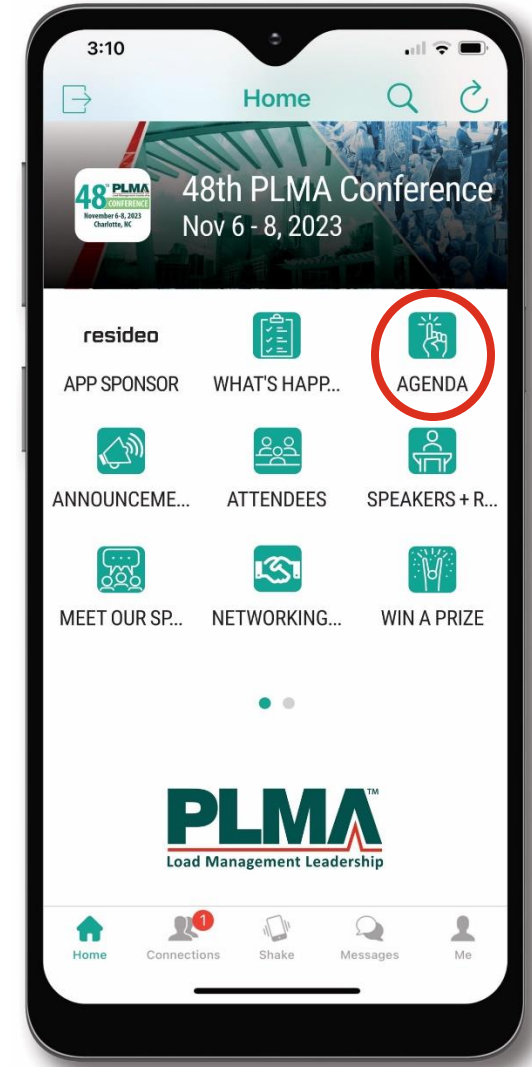 3:10
Home
48th PLMA Conference
Nov 6 - 8, 2023
48th PLMA
CONFERENCE
November 6-8, 2023
Charlotte, NC
resideo
APP SPONSOR
WHAT'S HAPP...
AGENDA
ANNOUNCEME...
ATTENDEES
SPEAKERS + R...
MEET OUR SP...
NETWORKING...
WIN A PRIZE
PLMA™
Load Management Leadership
1
Home
Connections
Shake
Messages
Me